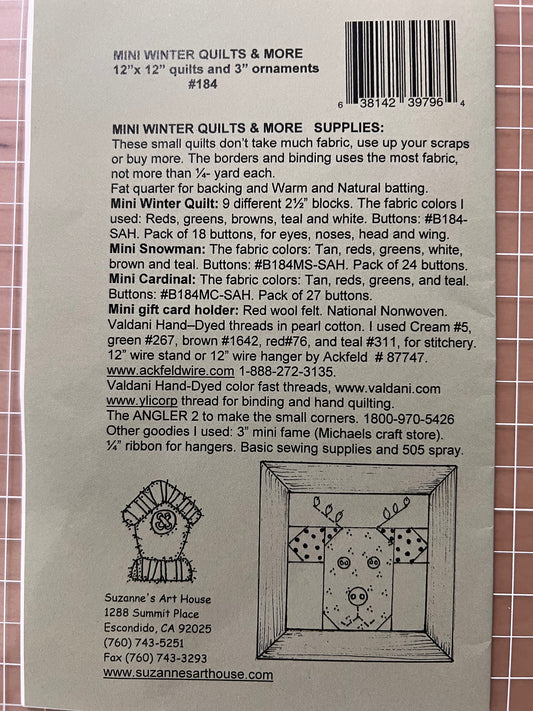 MINI WINTER QUILTS & MORE
12”x 12” quilts and 3” ornaments
#184
6 38142 39796 4
MINI WINTER QUILTS & MORE SUPPLIES:
These small quilts don't take much fabric, use up your scraps
or buy more. The borders and binding uses the most fabric,
not more than ¼- yard each.
Fat quarter for backing and Warm and Natural batting.
Mini Winter Quilt: 9 different 2½” blocks. The fabric colors I
used: Reds, greens, browns, teal and white. Buttons: #B184-
SAH. Pack of 18 buttons, for eyes, noses, head and wing.
Mini Snowman: The fabric colors: Tan, reds, greens, white,
brown and teal. Buttons: #B184MS-SAH. Pack of 24 buttons.
Mini Cardinal: The fabric colors: Tan, reds, greens, and teal.
Buttons: #B184MC-SAH. Pack of 27 buttons.
Mini gift card holder: Red wool felt. National Nonwoven.
Valdani Hand–Dyed threads in pearl cotton. I used Cream #5,
green #267, brown #1642, red#76, and teal #311, for stitchery.
12” wire stand or 12” wire hanger by Ackfeld # 87747.
www.ackfeldwire.com 1-888-272-3135.
Valdani Hand-Dyed color fast threads, www.valdani.com
www.ylicorp thread for binding and hand quilting.
The ANGLER 2 to make the small corners. 1800-970-5426
Other goodies I used: 3” mini fame (Michaels craft store).
¼” ribbon for hangers. Basic sewing supplies and 505 spray.
Suzanne's Art House
1288 Summit Place
Escondido, CA 92025
(760) 743-5251
Fax (760) 743-3293
www.suzannesarthouse.com